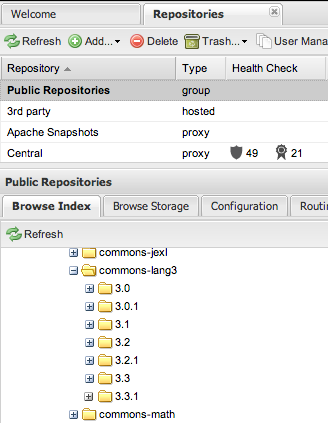 Welcome Repositories
Refresh Add... Delete Trash... User Mana
Repository Type Health Check
Public Repositories group
3rd party hosted
Apache Snapshots proxy
Central proxy 49 21
Public Repositories
Browse Index Browse Storage Configuration Routin
Refresh
commons-jexl
commons-lang3
3.0
3.0.1
3.1
3.2
3.2.1
3.3
3.3.1
commons-math